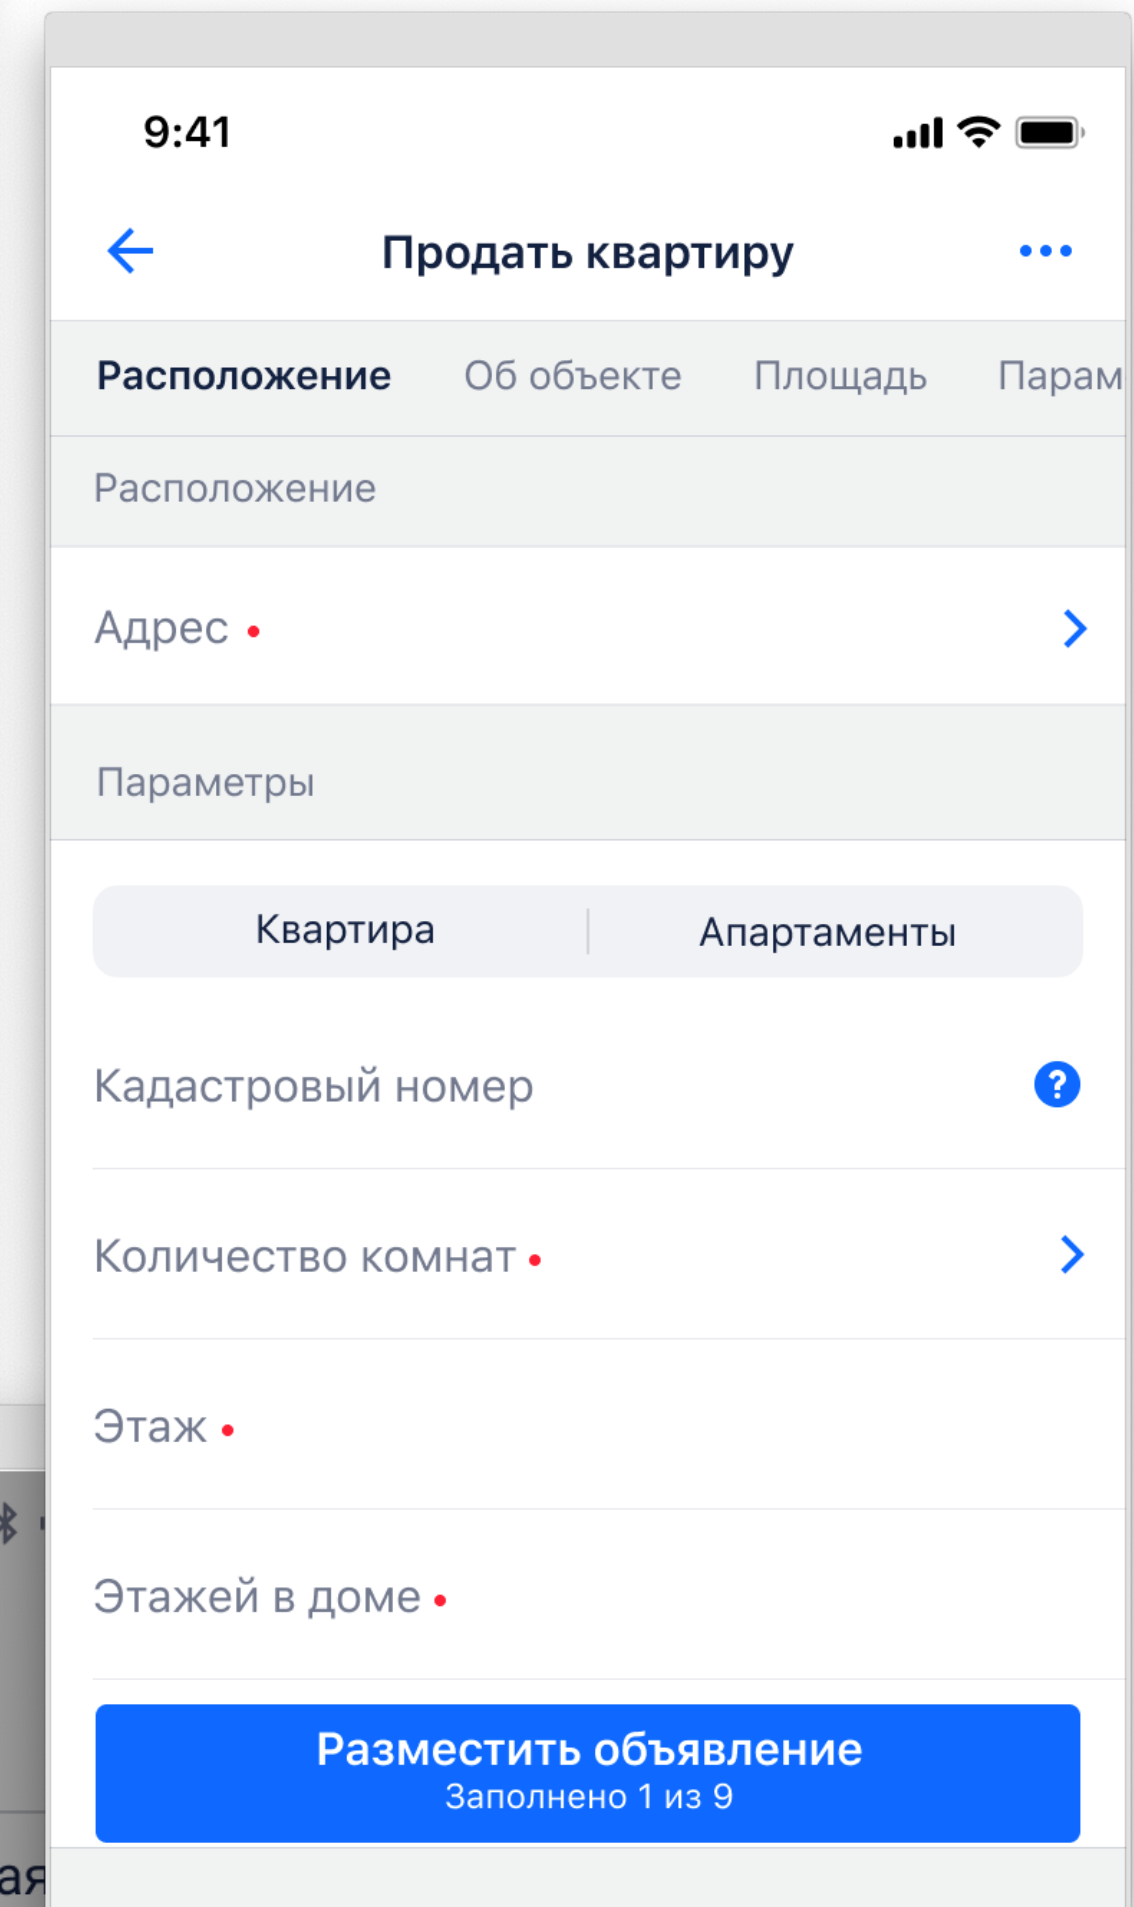 9:41
Продать квартиру
Расположение Об объекте Площадь Парам
Расположение
Адрес
Параметры
Квартира Апартаменты
Кадастровый номер ?
Количество комнат
Этаж
Этажей в доме
Разместить объявление
Заполнено 1 из 9
ая